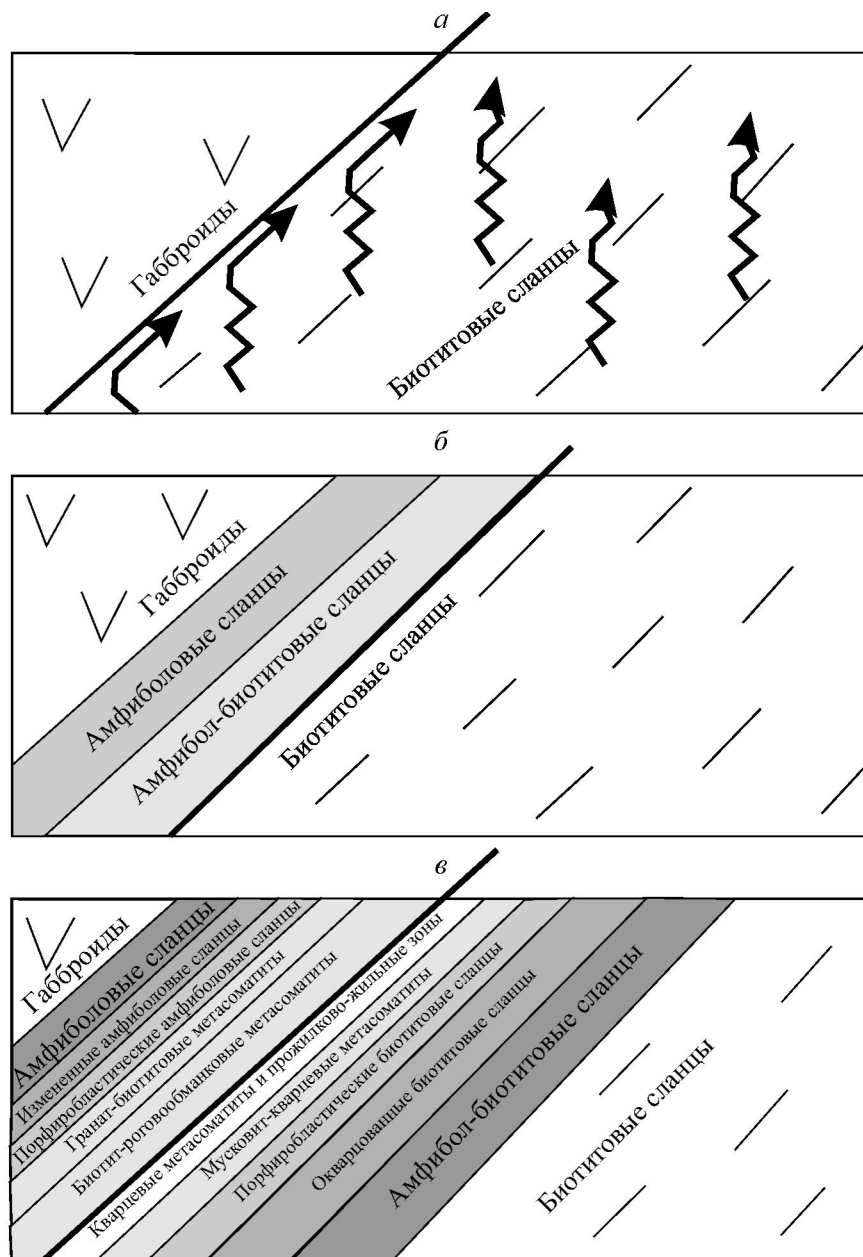 а
Габброиды
Биотитовые сланцы
б
Габброиды
Амфиболовые сланцы
Амфибол-биотитовые сланцы
Биотитовые сланцы
в
Габброиды
Амфиболовые сланцы
Измененные амфиболовые сланцы
Порфиробластические амфиболовые сланцы
Гранат-биотитовые метасоматиты
Биотит-роговообманковые метасоматиты
Кварцевые метасоматиты и прожилково-жильные зоны
Мусковит-кварцевые метасоматиты
Порфиробластические биотитовые сланцы
Окварцованные биотитовые сланцы
Амфибол-биотитовые сланцы
Биотитовые сланцы